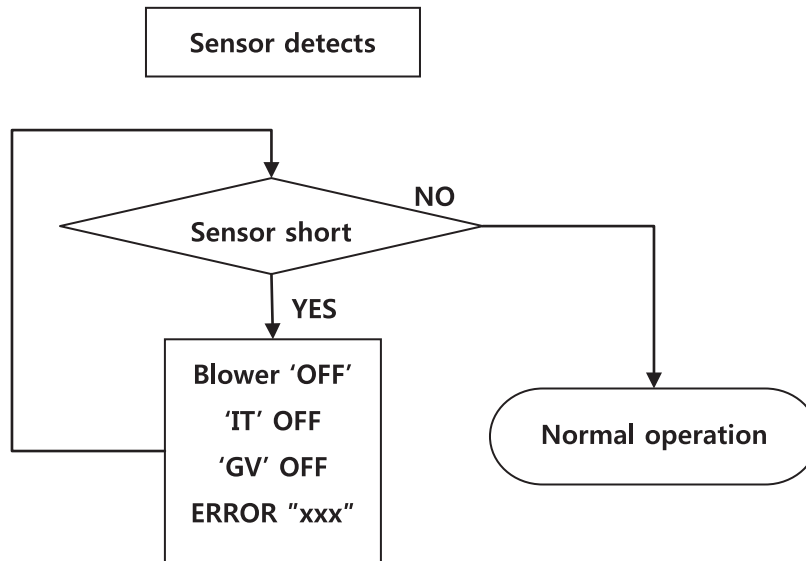 Sensor detects
NO
Sensor short
YES
Blower ‘OFF’
‘IT’ OFF
‘GV’ OFF
ERROR ”xxx”
Normal operation